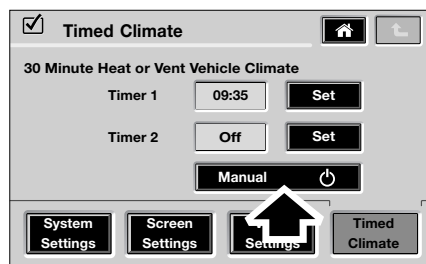 Timed Climate
30 Minute Heat or Vent Vehicle Climate
Timer 1 09:35 Set
Timer 2 Off Set
Manual
System Settings
Screen Settings
Settings
Timed Climate